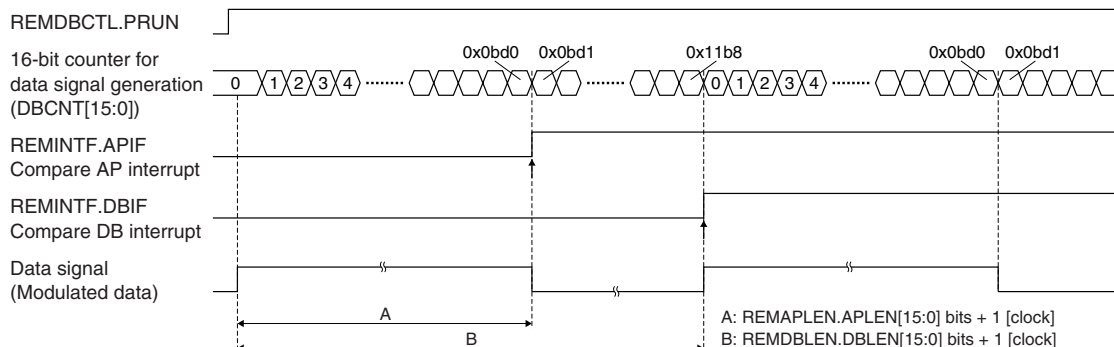 REMDBCTL.PRUN
16-bit counter for
data signal generation
(DBCNT[15:0])
0 1 2 3 4 0x0bd0 0x0bd1 0x11b8 0 1 2 3 4 0x0bd0 0x0bd1
REMINTF.APIF
Compare AP interrupt
REMINTF.DBIF
Compare DB interrupt
Data signal
(Modulated data)
A
B
A: REMAPLEN.APLEN[15:0] bits + 1 [clock]
B: REMDBLEN.DBLEN[15:0] bits + 1 [clock]